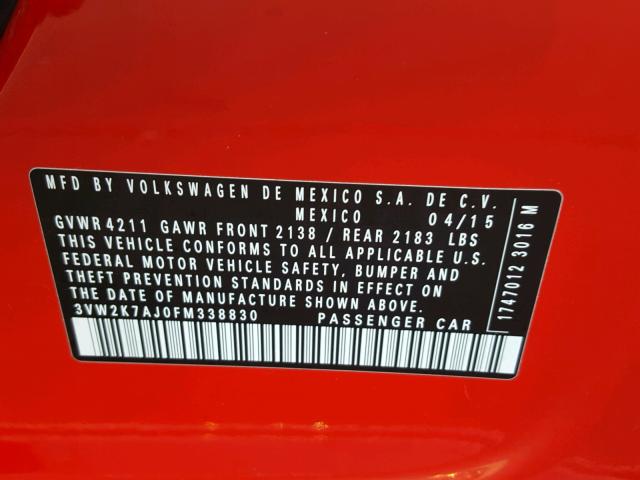 MFD BY VOLKSWAGEN DE MEXICO S.A. DE C.V.
MEXICO 04/15
GVWR 4211 GAWR FRONT 2138 / REAR 2183 LBS
THIS VEHICLE CONFORMS TO ALL APPLICABLE U.S.
FEDERAL MOTOR VEHICLE SAFETY, BUMPER AND
THEFT PREVENTION STANDARDS IN EFFECT ON
THE DATE OF MANUFACTURE SHOWN ABOVE.
3VW2K7AJ0FM338830 PASSENGER CAR
1747012 3016 M